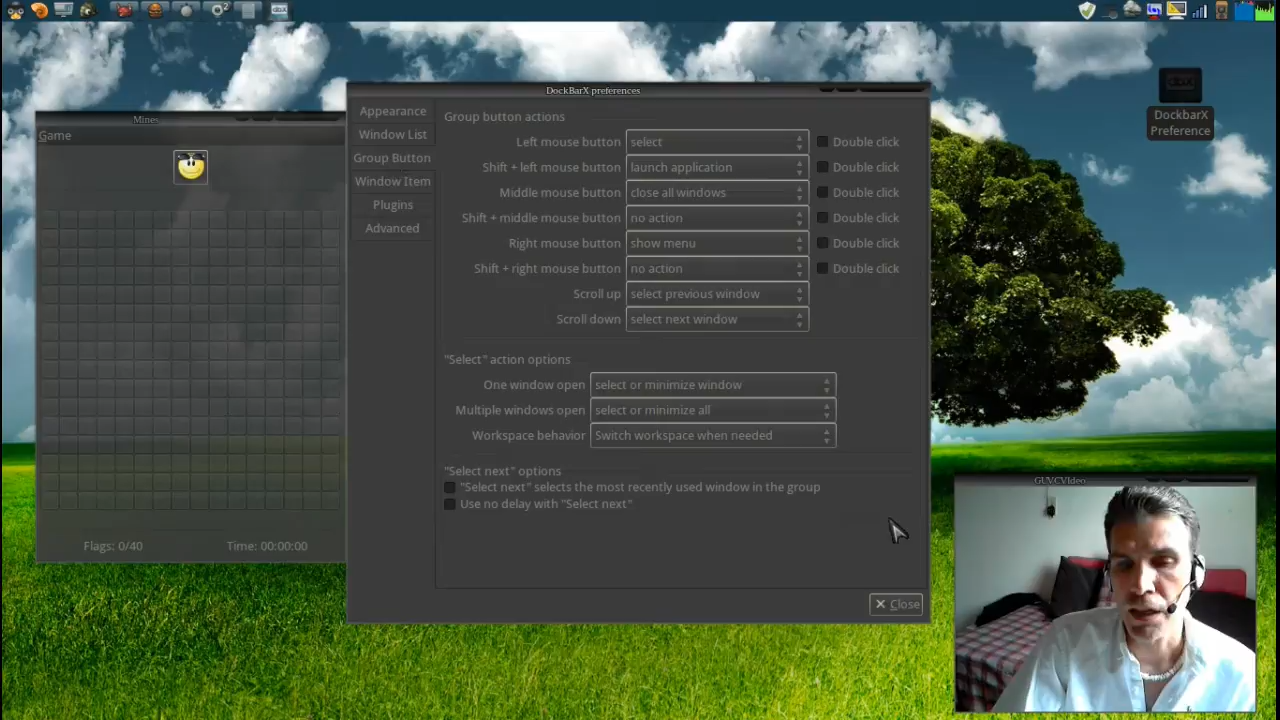 2
DockBarX preferences
Mines
Game
Flags: 0/40
Time: 00:00:00
Appearance
Window List
Group Button
Window Item
Plugins
Advanced
Group button actions
Left mouse button select Double click
Shift + left mouse button launch application Double click
Middle mouse button close all windows Double click
Shift + middle mouse button no action Double click
Right mouse button show menu Double click
Shift + right mouse button no action Double click
Scroll up select previous window
Scroll down select next window
"Select" action options
One window open select or minimize window
Multiple windows open select or minimize all
Workspace behavior Switch workspace when needed
"Select next" options
"Select next" selects the most recently used window in the group
Use no delay with "Select next"
Close
DockbarX
Preference
GUVCVideo